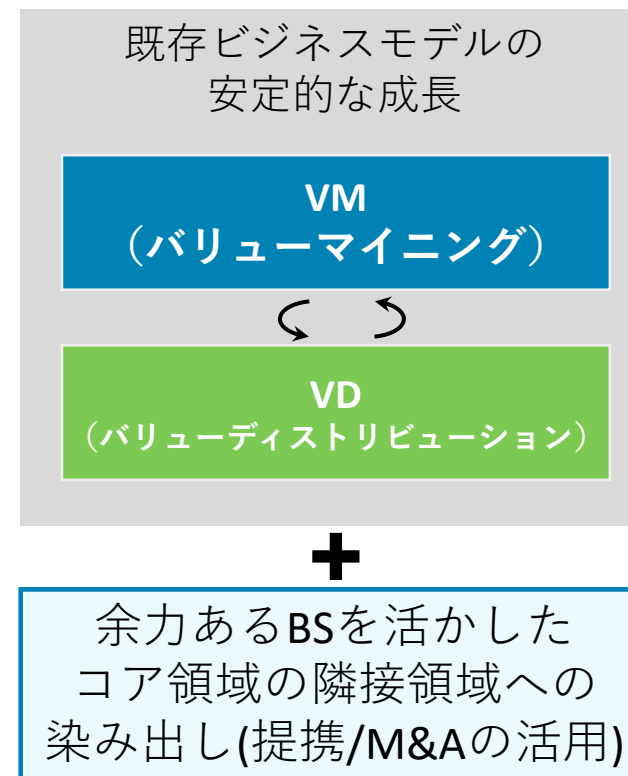 既存ビジネスモデルの
安定的な成長
VM
（バリューマイニング）
VD
（バリューディストリビューション）
+
余力あるBSを活かした
コア領域の隣接領域への
染み出し(提携/M&Aの活用)